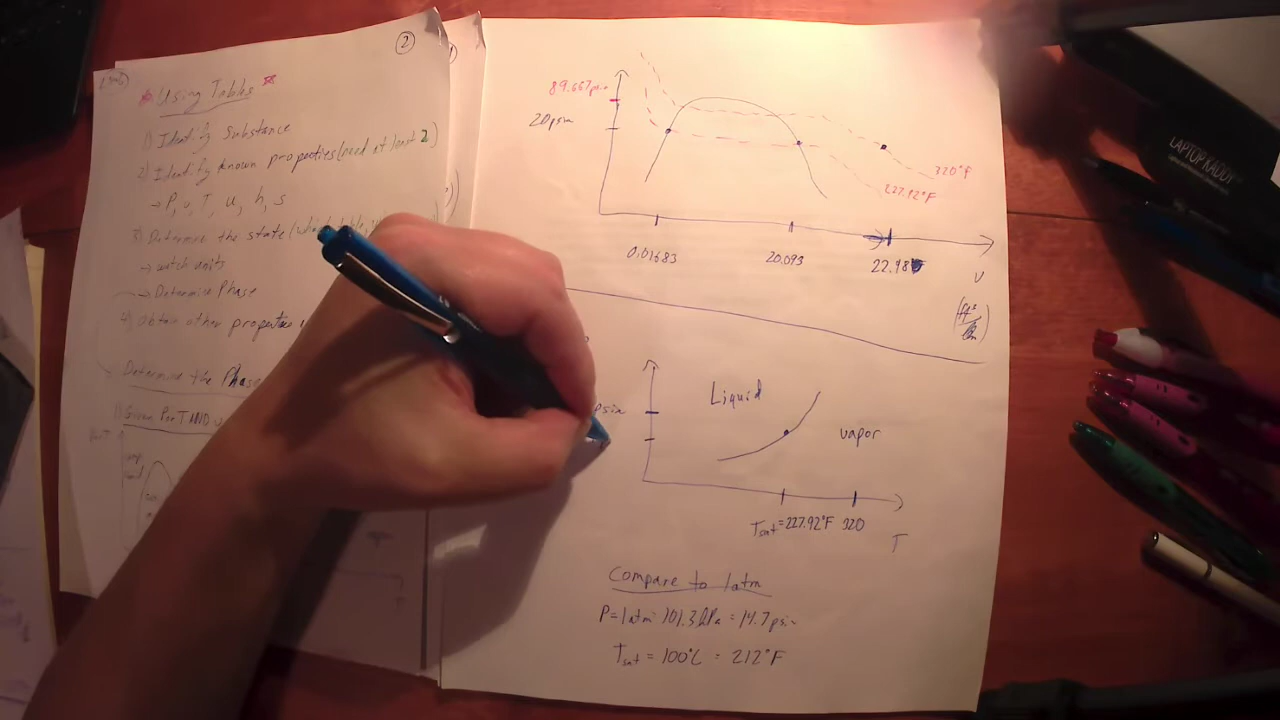 2
* Using Tables *
1) Identify Substance
2) Identify known properties (need at least 2)
→ P, v, T, u, h, s
3) Determine the state
→ watch units
→ Determine Phase
4) Obtain other properties
Determine the Phase
1) Given P or T AND v
P or T
89.667 psia
20 psia
320°F
227.92°F
0.01683
20.093
22.98
v
psia
Liquid
vapor
Tsat = 227.92°F 320
T
Compare to 1atm
P = 1atm 101.3 kPa = 14.7 psia
Tsat = 100°C = 212°F
LAPTOP KADDY